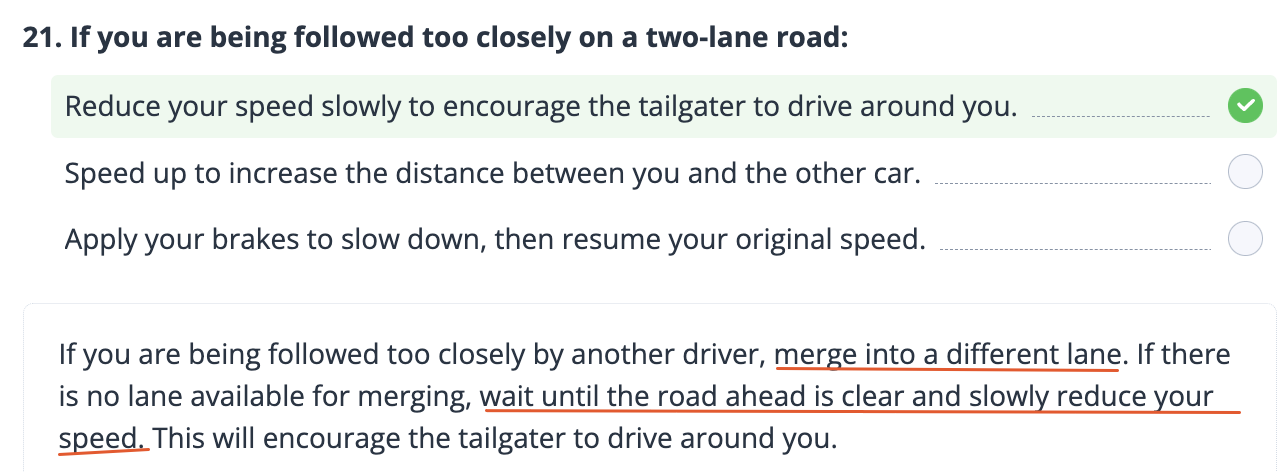 21. If you are being followed too closely on a two-lane road:
Reduce your speed slowly to encourage the tailgater to drive around you.
Speed up to increase the distance between you and the other car.
Apply your brakes to slow down, then resume your original speed.
If you are being followed too closely by another driver, merge into a different lane. If there
is no lane available for merging, wait until the road ahead is clear and slowly reduce your
speed. This will encourage the tailgater to drive around you.